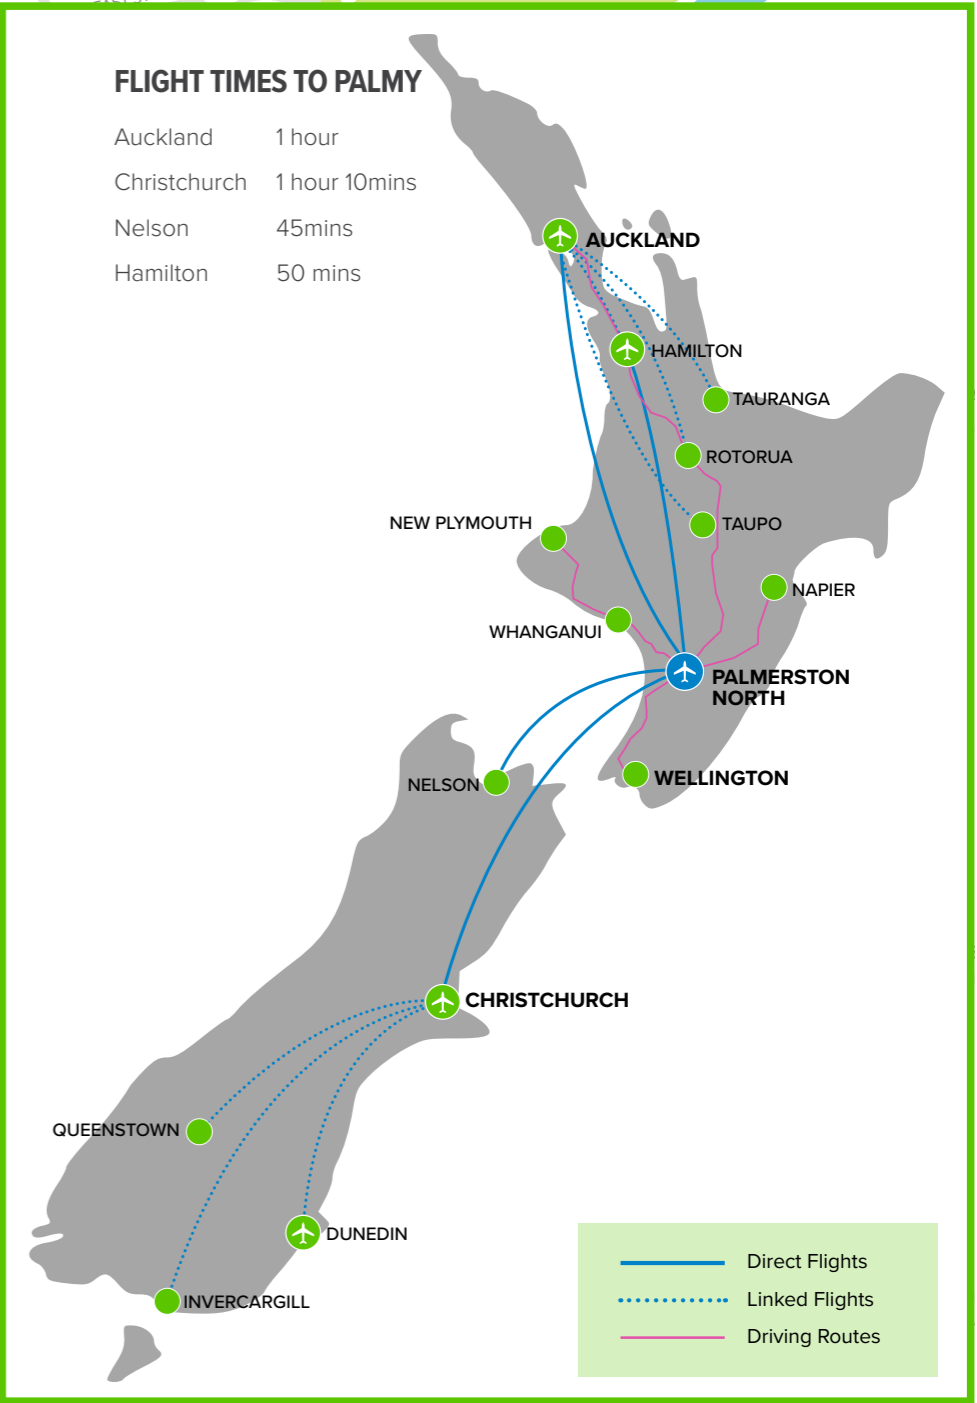 FLIGHT TIMES TO PALMY
Auckland 1 hour
Christchurch 1 hour 10mins
Nelson 45mins
Hamilton 50 mins
AUCKLAND
HAMILTON
TAURANGA
ROTORUA
NEW PLYMOUTH
TAUPO
NAPIER
WHANGANUI
PALMERSTON
NORTH
WELLINGTON
NELSON
CHRISTCHURCH
QUEENSTOWN
DUNEDIN
INVERCARGILL
Direct Flights
Linked Flights
Driving Routes